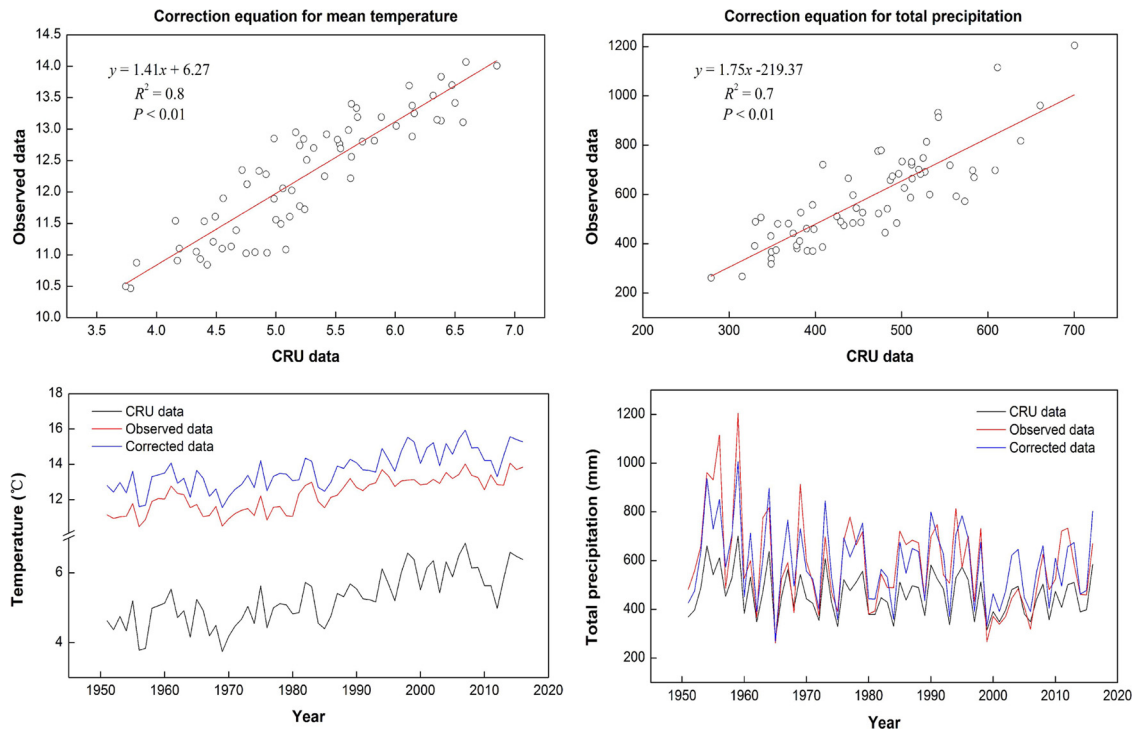 Correction equation for mean temperature
14.5
14.0
13.5
13.0
12.5
12.0
11.5
11.0
10.5
10.0
Observed data
y = 1.41x + 6.27
R² = 0.8
P < 0.01
3.5 4.0 4.5 5.0 5.5 6.0 6.5 7.0
CRU data
Correction equation for total precipitation
1200
1000
800
600
400
200
Observed data
y = 1.75x -219.37
R² = 0.7
P < 0.01
200 300 400 500 600 700
CRU data
18
16
14
12
6
4
Temperature (℃)
CRU data
Observed data
Corrected data
1950 1960 1970 1980 1990 2000 2010 2020
Year
1200
1000
800
600
400
200
Total precipitation (mm)
CRU data
Observed data
Corrected data
1950 1960 1970 1980 1990 2000 2010 2020
Year